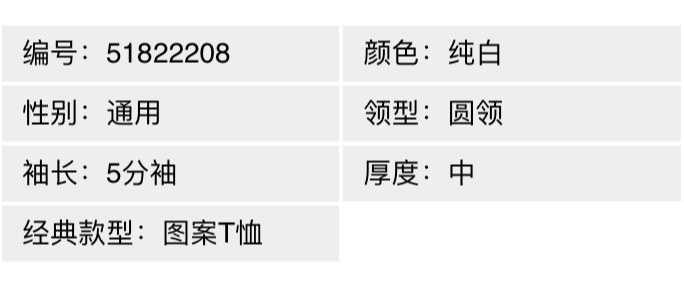 编号：51822208
颜色：纯白
性别：通用
领型：圆领
袖长：5分袖
厚度：中
经典款型：图案T恤